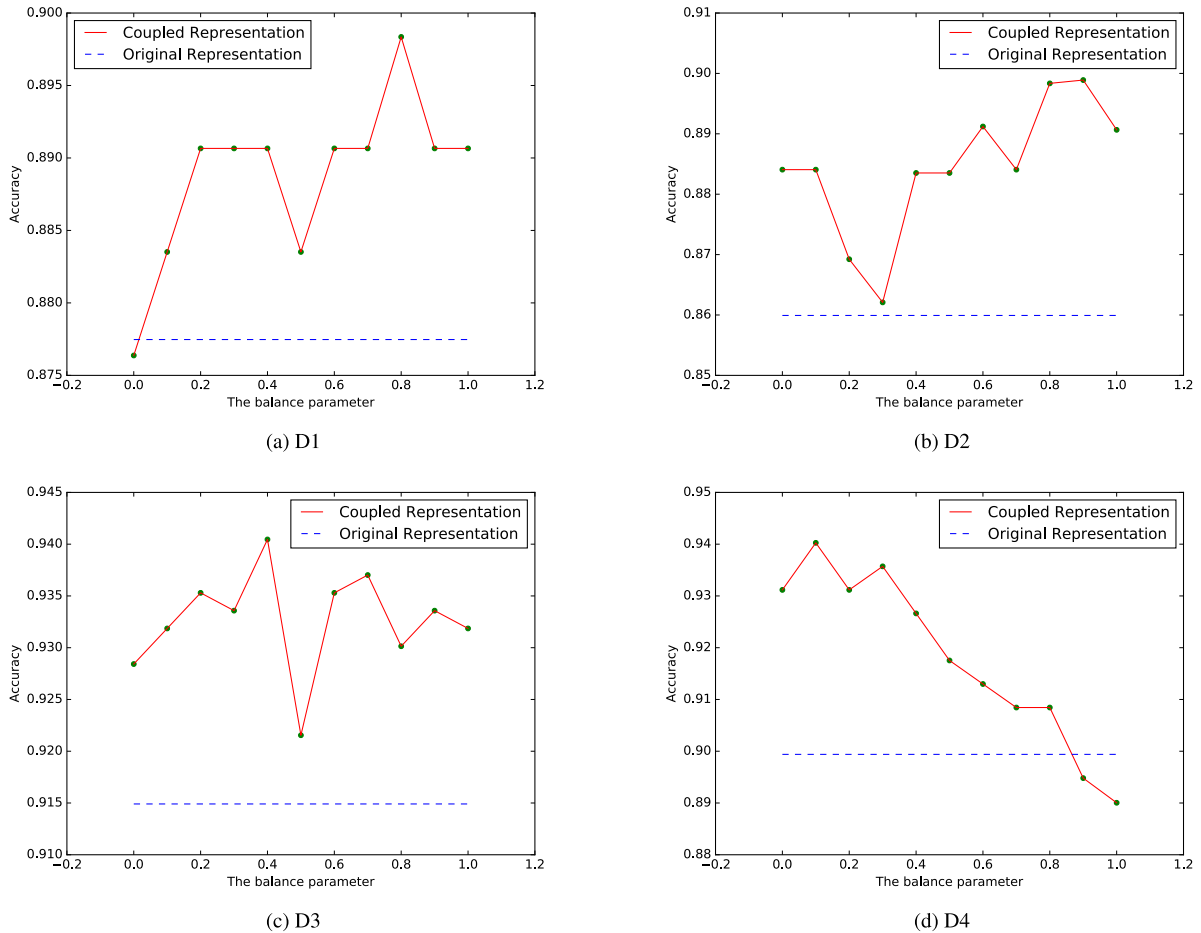 0.900
0.895
0.890
0.885
0.880
0.875
Accuracy
Coupled Representation
Original Representation
−0.2 0.0 0.2 0.4 0.6 0.8 1.0 1.2
The balance parameter
(a) D1
0.91
0.90
0.89
0.88
0.87
0.86
0.85
Accuracy
Coupled Representation
Original Representation
−0.2 0.0 0.2 0.4 0.6 0.8 1.0 1.2
The balance parameter
(b) D2
0.945
0.940
0.935
0.930
0.925
0.920
0.915
0.910
Accuracy
Coupled Representation
Original Representation
−0.2 0.0 0.2 0.4 0.6 0.8 1.0 1.2
The balance parameter
(c) D3
0.95
0.94
0.93
0.92
0.91
0.90
0.89
0.88
Accuracy
Coupled Representation
Original Representation
−0.2 0.0 0.2 0.4 0.6 0.8 1.0 1.2
The balance parameter
(d) D4